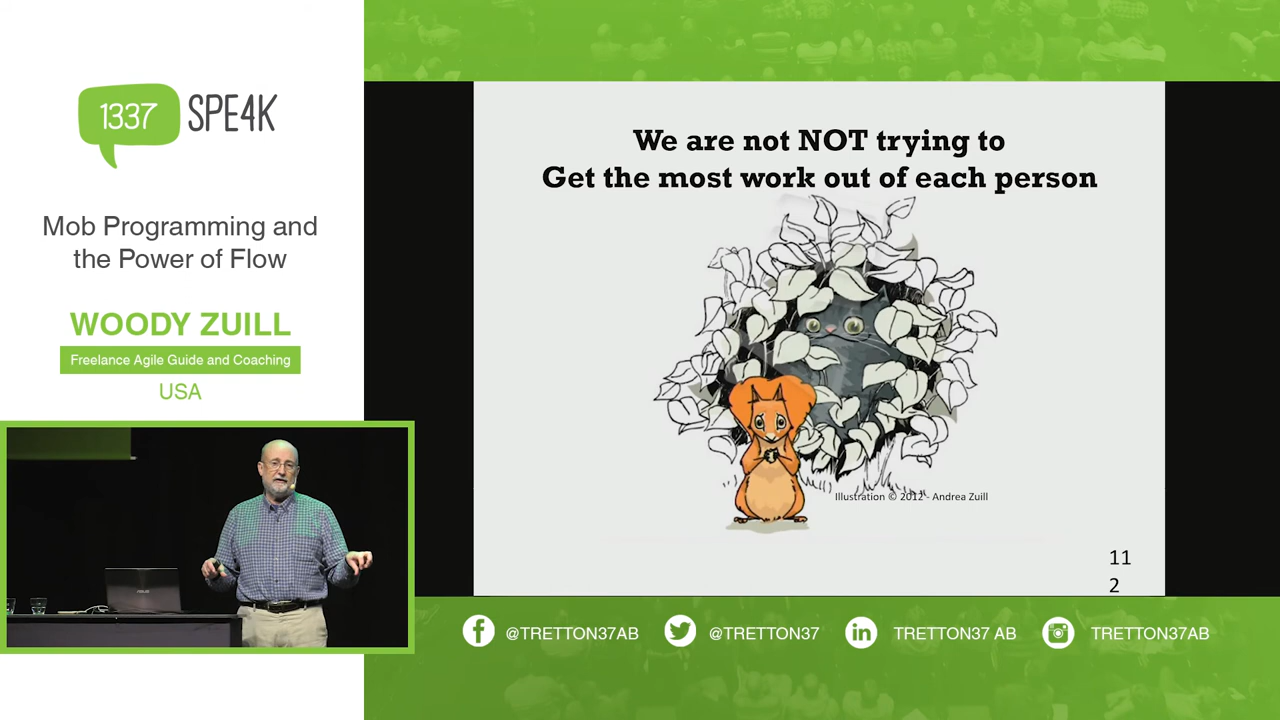 1337
SPE4K
Mob Programming and
the Power of Flow
WOODY ZUILL
Freelance Agile Guide and Coaching
USA
ASUS
We are not NOT trying to
Get the most work out of each person
Illustration © 2012 - Andrea Zuill
11
2
@TRETTON37AB
@TRETTON37
TRETTON37 AB
TRETTON37AB